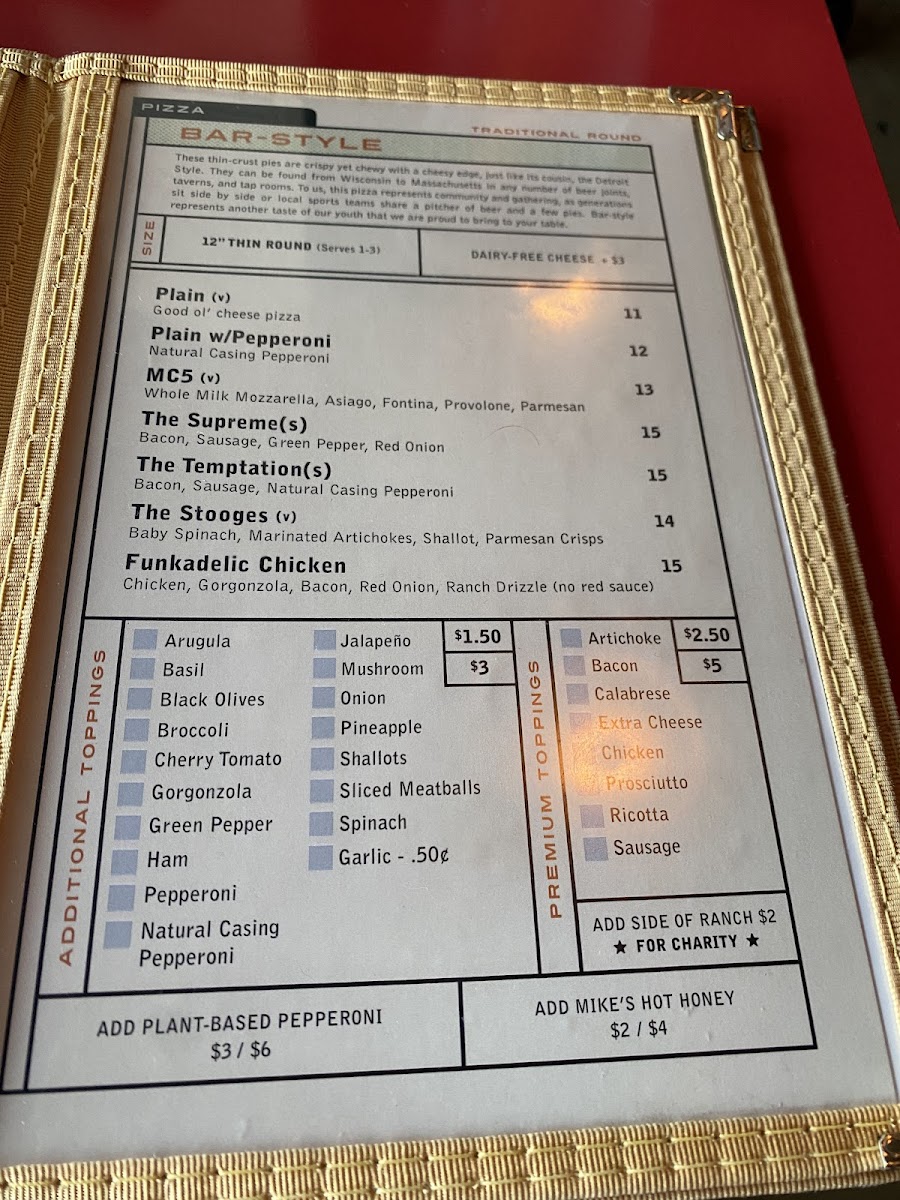 PIZZA
BAR-STYLE
TRADITIONAL ROUND
These thin-crust pies are crispy yet chewy with a cheesy edge, just like its cousin, the Detroit
Style. They can be found from Wisconsin to Massachusetts in any number of beer joints,
taverns, and tap rooms. To us, this pizza represents community and gathering, as generations
sit side by side or local sports teams share a pitcher of beer and a few pies. Bar-style
represents another taste of our youth that we are proud to bring to your table.
SIZE
12" THIN ROUND (Serves 1-3)
DAIRY-FREE CHEESE + $3
Plain (v) 11
Good ol' cheese pizza
Plain w/Pepperoni 12
Natural Casing Pepperoni
MC5 (v) 13
Whole Milk Mozzarella, Asiago, Fontina, Provolone, Parmesan
The Supreme(s) 15
Bacon, Sausage, Green Pepper, Red Onion
The Temptation(s) 15
Bacon, Sausage, Natural Casing Pepperoni
The Stooges (v) 14
Baby Spinach, Marinated Artichokes, Shallot, Parmesan Crisps
Funkadelic Chicken 15
Chicken, Gorgonzola, Bacon, Red Onion, Ranch Drizzle (no red sauce)
ADDITIONAL TOPPINGS
$1.50
$3
Arugula
Basil
Black Olives
Broccoli
Cherry Tomato
Gorgonzola
Green Pepper
Ham
Pepperoni
Natural Casing
Pepperoni
Jalapeño
Mushroom
Onion
Pineapple
Shallots
Sliced Meatballs
Spinach
Garlic - .50¢
PREMIUM TOPPINGS
$2.50
$5
Artichoke
Bacon
Calabrese
Extra Cheese
Chicken
Prosciutto
Ricotta
Sausage
ADD SIDE OF RANCH $2
★ FOR CHARITY ★
ADD PLANT-BASED PEPPERONI
$3 / $6
ADD MIKE'S HOT HONEY
$2 / $4